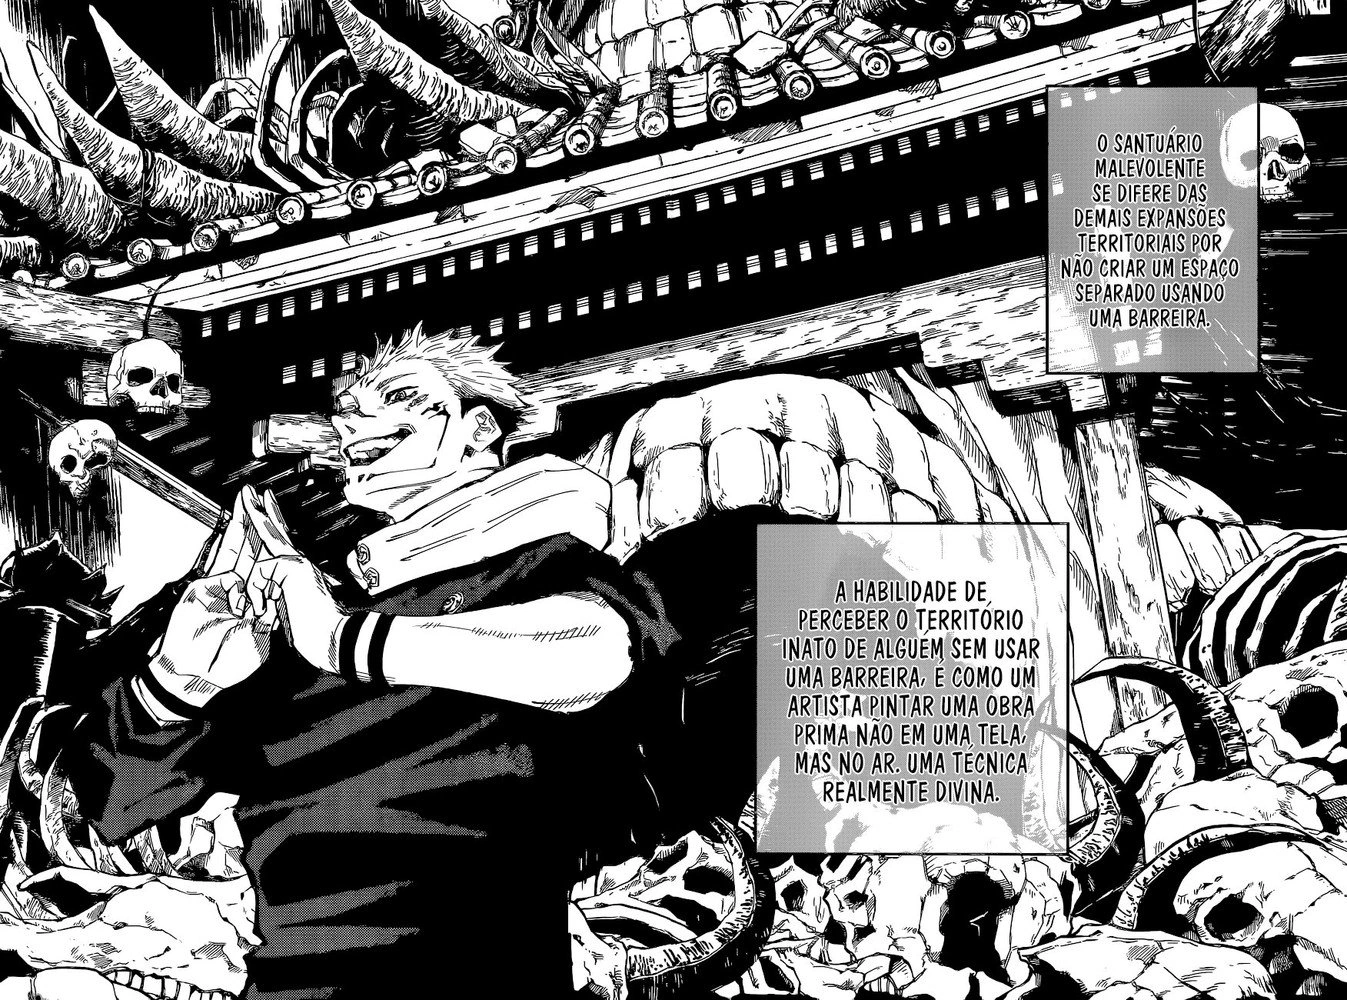 O SANTUÁRIO
MALEVOLENTE
SE DIFERE DAS
DEMAIS EXPANSÕES
TERRITORIAIS POR
NÃO CRIAR UM ESPAÇO
SEPARADO USANDO
UMA BARREIRA.
A HABILIDADE DE
PERCEBER O TERRITÓRIO
INATO DE ALGUÉM SEM USAR
UMA BARREIRA, É COMO UM
ARTISTA PINTAR UMA OBRA
PRIMA NÃO EM UMA TELA,
MAS NO AR. UMA TÉCNICA
REALMENTE DIVINA.